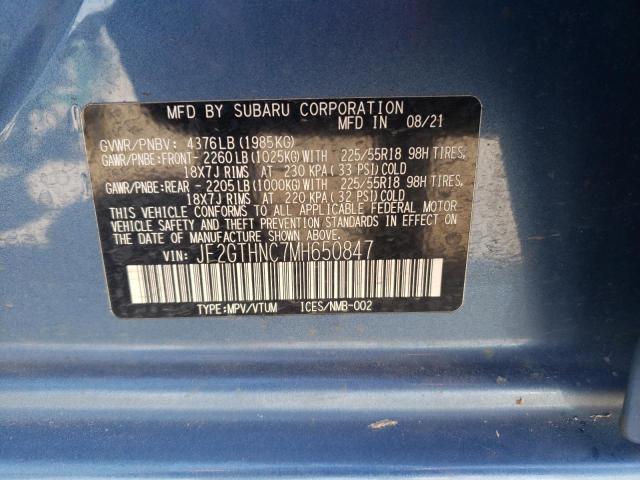 MFD BY SUBARU CORPORATION
MFD IN 08/21
GVWR/PNBV: 4376LB(1985KG)
GAWR/PNBE:FRONT- 2260LB(1025KG)WITH 225/55R18 98H TIRES,
18X7J RIMS AT 230 KPA(33 PSI)COLD
GAWR/PNBE:REAR - 2205LB(1000KG)WITH 225/55R18 98H TIRES,
18X7J RIMS AT 220 KPA(32 PSI)COLD
THIS VEHICLE CONFORMS TO ALL APPLICABLE FEDERAL MOTOR
VEHICLE SAFETY AND THEFT PREVENTION STANDARDS IN EFFECT
ON THE DATE OF MANUFACTURE SHOWN ABOVE.
VIN: JF2GTHNC7MH650847
TYPE:MPV/VTUM ICES/NMB-002